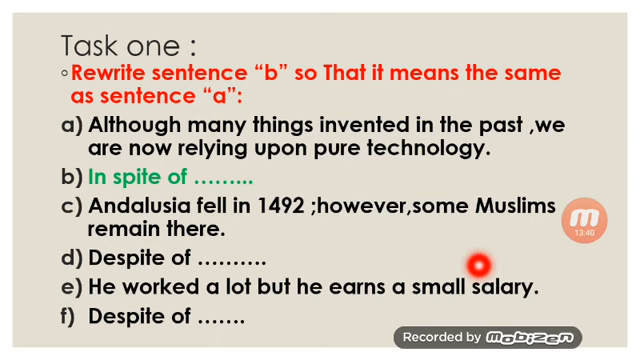 Task one :
◦Rewrite sentence “b” so That it means the same
as sentence “a”:
a) Although many things invented in the past ,we
are now relying upon pure technology.
b) In spite of ……...
c) Andalusia fell in 1492 ;however,some Muslims
remain there.
d) Despite of ……….
e) He worked a lot but he earns a small salary.
f) Despite of …….
13:40
Recorded by mobizen